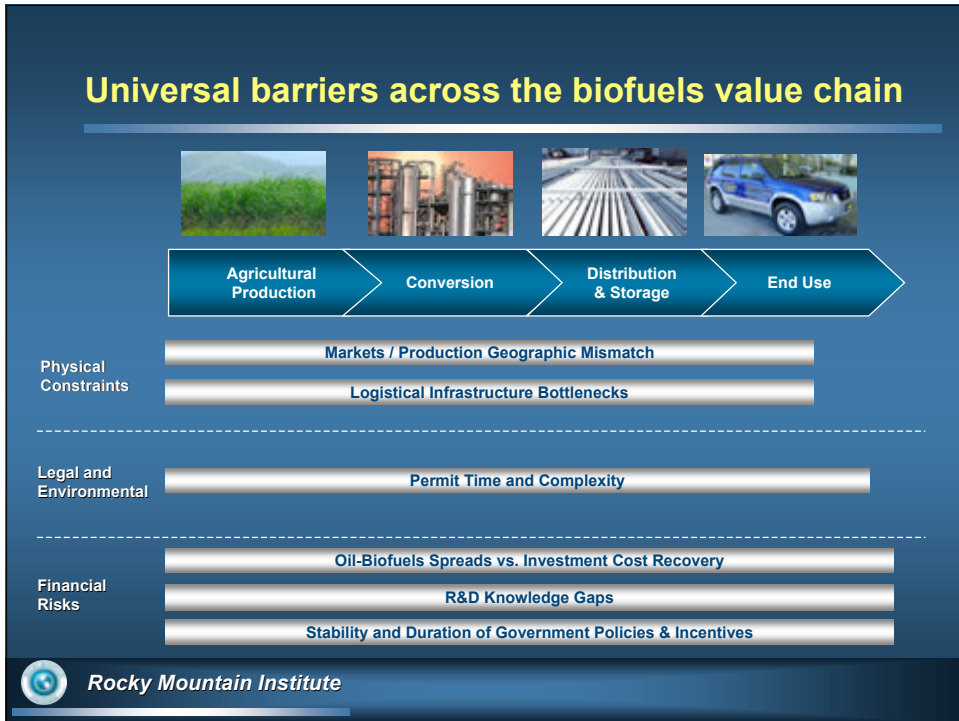 Universal barriers across the biofuels value chain
Agricultural
Production
Conversion
Distribution
& Storage
End Use
Physical
Constraints
Markets / Production Geographic Mismatch
Logistical Infrastructure Bottlenecks
Legal and
Environmental
Permit Time and Complexity
Financial
Risks
Oil-Biofuels Spreads vs. Investment Cost Recovery
R&D Knowledge Gaps
Stability and Duration of Government Policies & Incentives
Rocky Mountain Institute